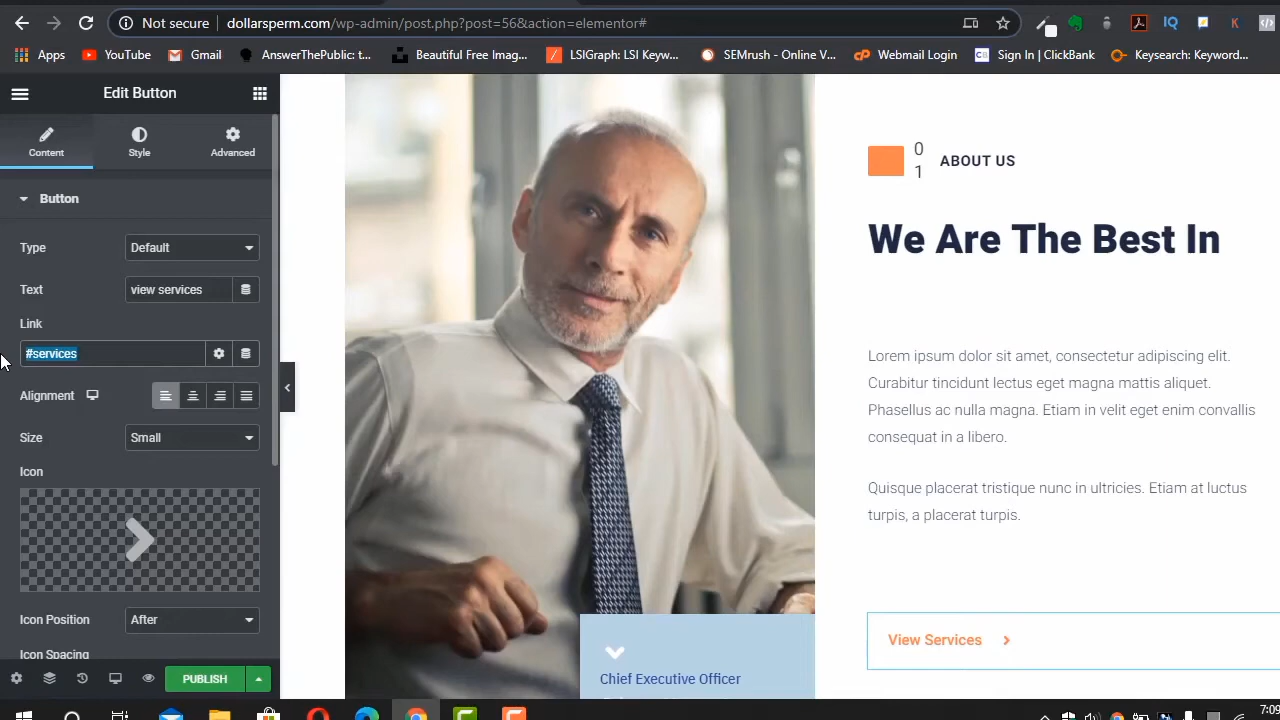 Not secure dollarsperm.com/wp-admin/post.php?post=56&action=elementor#
Apps YouTube Gmail AnswerThePublic: t... Beautiful Free Imag... LSIGraph: LSI Keyw... SEMrush - Online V... Webmail Login Sign In | ClickBank Keysearch: Keyword...
Edit Button
Content Style Advanced
Button
Type Default
Text view services
Link
#services
Alignment
Size Small
Icon
Icon Position After
Icon Spacing
PUBLISH
0
1
ABOUT US
We Are The Best In
Lorem ipsum dolor sit amet, consectetur adipiscing elit.
Curabitur tincidunt lectus eget magna mattis aliquet.
Phasellus ac nulla magna. Etiam in velit eget enim convallis
consequat in a libero.
Quisque placerat tristique nunc in ultricies. Etiam at luctus
turpis, a placerat turpis.
View Services
Chief Executive Officer
7:09